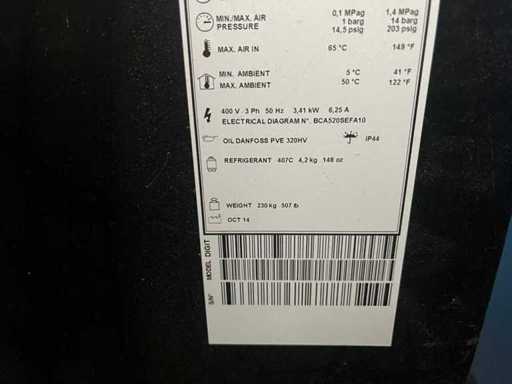 MIN./MAX. AIR PRESSURE 0,1 MPag 1,4 MPag
1 barg 14 barg
14,5 psig 203 psig
MAX. AIR IN 65 °C 149 °F
MIN. AMBIENT 5 °C 41 °F
MAX. AMBIENT 50 °C 122 °F
400 V 3 Ph 50 Hz 3,41 kW 6,25 A
ELECTRICAL DIAGRAM N°. BCA520SEFA10
OIL DANFOSS PVE 320HV IP44
REFRIGERANT 407C 4,2 kg 148 oz
WEIGHT 230 kg 507 lb
OCT 14
DIGIT.
MODEL
S/N°